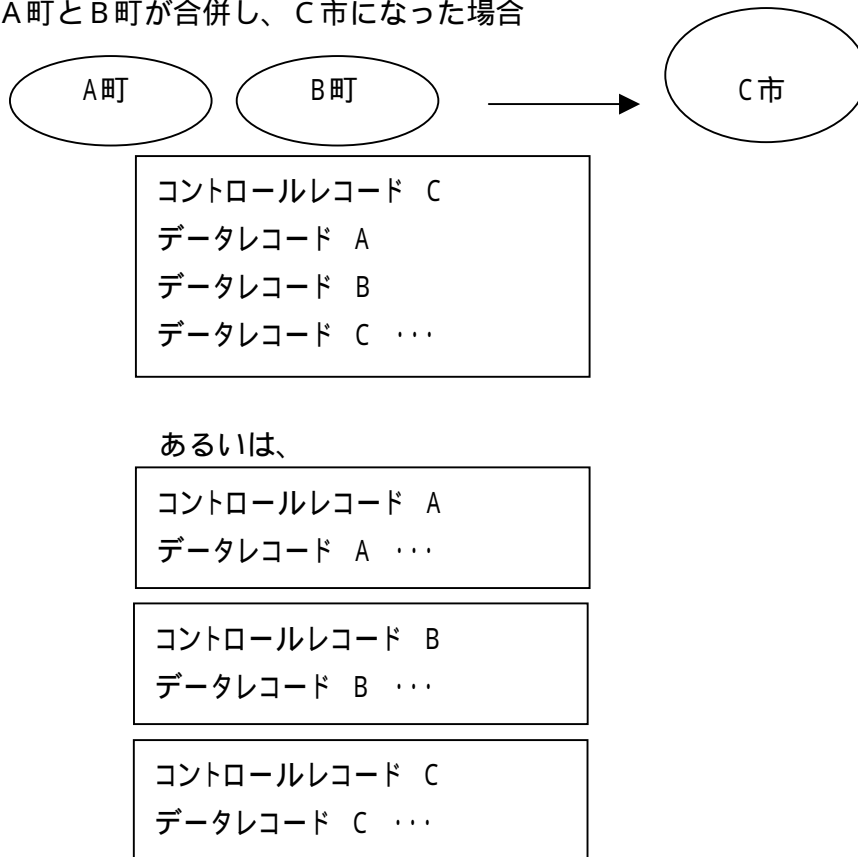 A町とB町が合併し、C市になった場合
A町
B町
C市
コントロールレコード C
データレコード A
データレコード B
データレコード C ･･･
あるいは、
コントロールレコード A
データレコード A ･･･
コントロールレコード B
データレコード B ･･･
コントロールレコード C
データレコード C ･･･